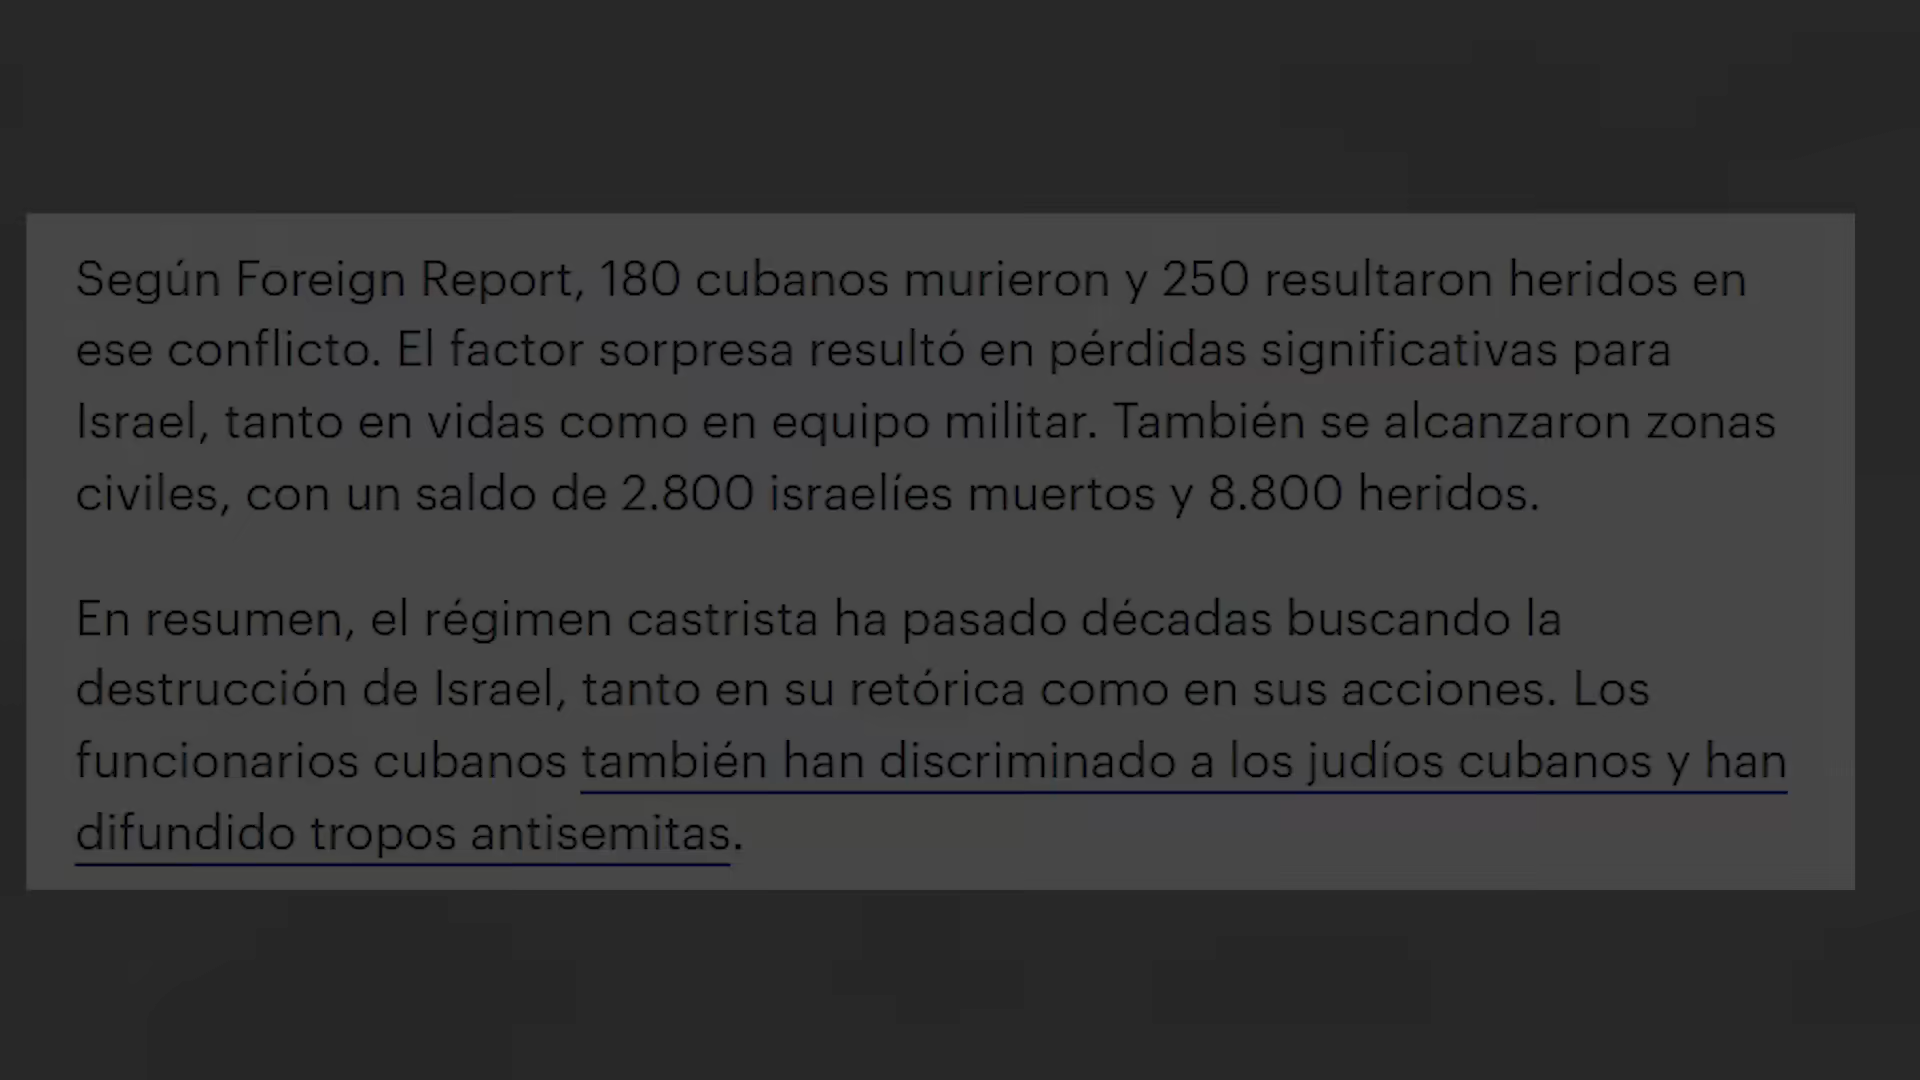 Según Foreign Report, 180 cubanos murieron y 250 resultaron heridos en
ese conflicto. El factor sorpresa resultó en pérdidas significativas para
Israel, tanto en vidas como en equipo militar. También se alcanzaron zonas
civiles, con un saldo de 2.800 israelíes muertos y 8.800 heridos.
En resumen, el régimen castrista ha pasado décadas buscando la
destrucción de Israel, tanto en su retórica como en sus acciones. Los
funcionarios cubanos también han discriminado a los judíos cubanos y han
difundido tropos antisemitas.